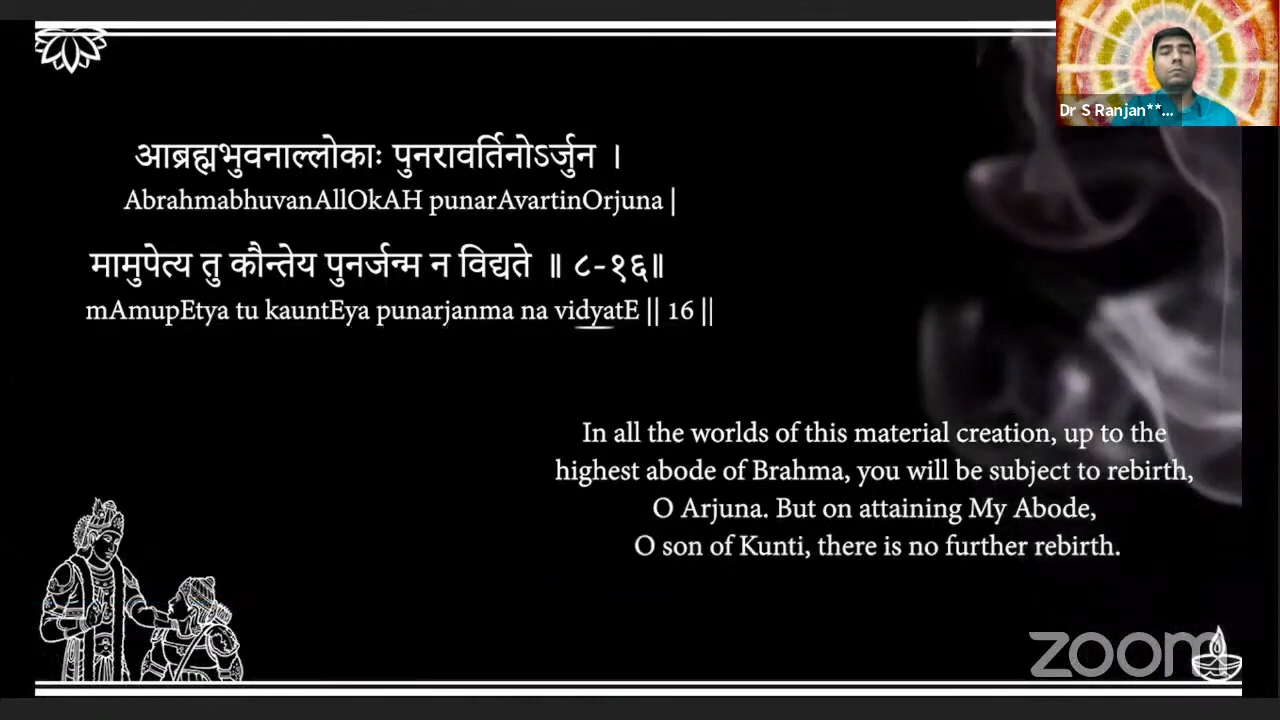 Dr S Ranjan**...
आब्रह्मभुवनाल्लोकाः पुनरावर्तिनोऽर्जुन ।
AbrahmabhuvanAllOkAH punarAvartinOrjuna |
मामुपेत्य तु कौन्तेय पुनर्जन्म न विद्यते ॥ ८-१६॥
mAmupEtya tu kauntEya punarjanma na vidyatE || 16 ||
In all the worlds of this material creation, up to the
highest abode of Brahma, you will be subject to rebirth,
O Arjuna. But on attaining My Abode,
O son of Kunti, there is no further rebirth.
zoom